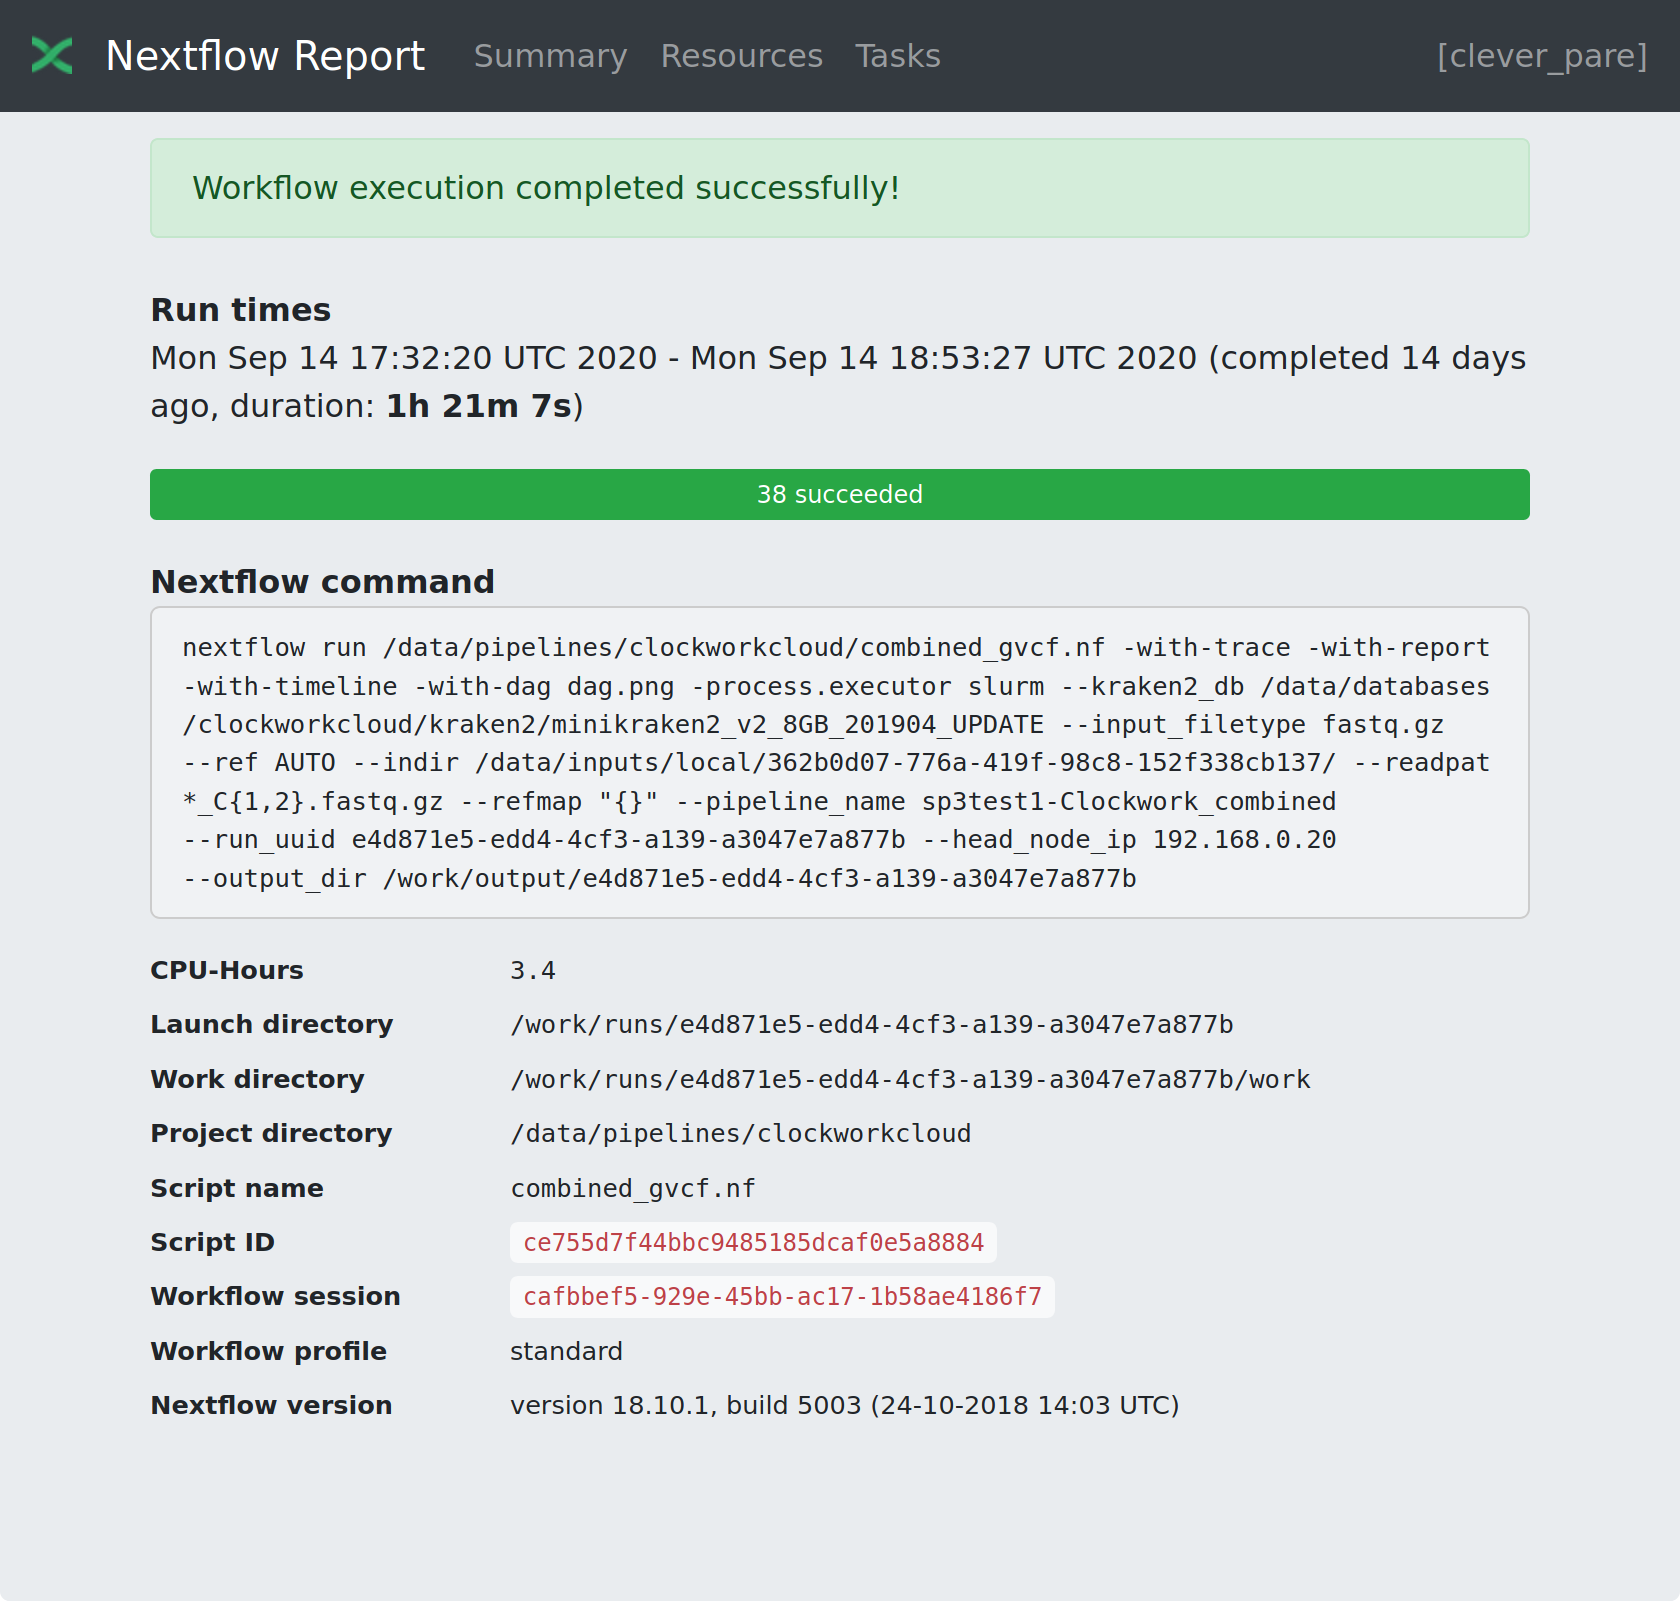 Nextflow Report Summary Resources Tasks [clever_pare]
Workflow execution completed successfully!
Run times
Mon Sep 14 17:32:20 UTC 2020 - Mon Sep 14 18:53:27 UTC 2020 (completed 14 days
ago, duration: 1h 21m 7s)
38 succeeded
Nextflow command
nextflow run /data/pipelines/clockworkcloud/combined_gvcf.nf -with-trace -with-report
-with-timeline -with-dag dag.png -process.executor slurm --kraken2_db /data/databases
/clockworkcloud/kraken2/minikraken2_v2_8GB_201904_UPDATE --input_filetype fastq.gz
--ref AUTO --indir /data/inputs/local/362b0d07-776a-419f-98c8-152f338cb137/ --readpat
*_C{1,2}.fastq.gz --refmap "{}" --pipeline_name sp3test1-Clockwork_combined
--run_uuid e4d871e5-edd4-4cf3-a139-a3047e7a877b --head_node_ip 192.168.0.20
--output_dir /work/output/e4d871e5-edd4-4cf3-a139-a3047e7a877b
CPU-Hours 3.4
Launch directory /work/runs/e4d871e5-edd4-4cf3-a139-a3047e7a877b
Work directory /work/runs/e4d871e5-edd4-4cf3-a139-a3047e7a877b/work
Project directory /data/pipelines/clockworkcloud
Script name combined_gvcf.nf
Script ID ce755d7f44bbc9485185dcaf0e5a8884
Workflow session cafbbef5-929e-45bb-ac17-1b58ae4186f7
Workflow profile standard
Nextflow version version 18.10.1, build 5003 (24-10-2018 14:03 UTC)